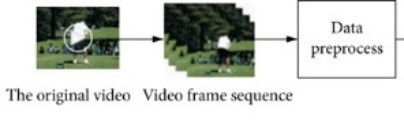 Data
preprocess
The original video
Video frame sequence